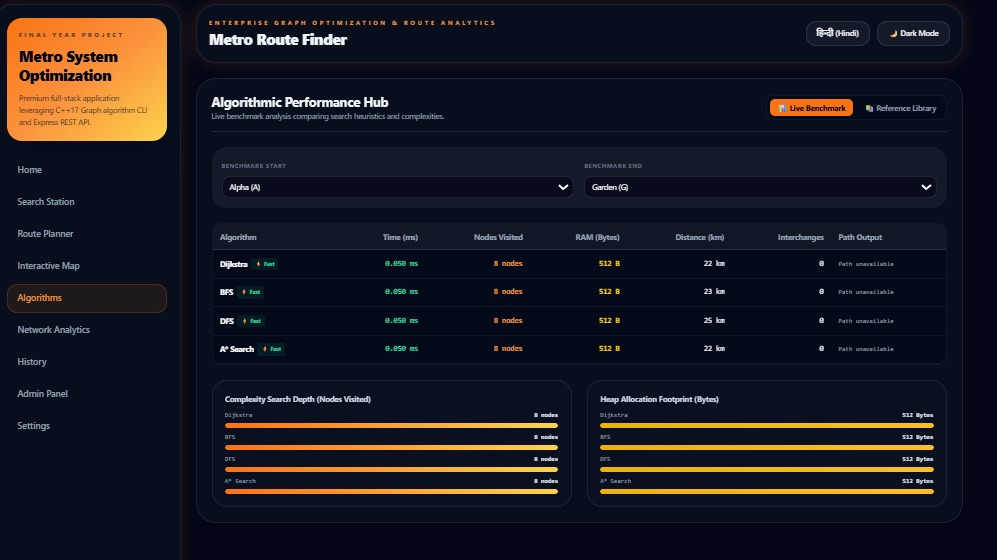 FINAL YEAR PROJECT
Metro System
Optimization
Premium full-stack application
leveraging C++17 Graph algorithm CLI
and Express REST API.
Home
Search Station
Route Planner
Interactive Map
Algorithms
Network Analytics
History
Admin Panel
Settings
ENTERPRISE GRAPH OPTIMIZATION & ROUTE ANALYTICS
Metro Route Finder
हिन्दी (Hindi)
Dark Mode
Algorithmic Performance Hub
Live benchmark analysis comparing search heuristics and complexities.
Live Benchmark
Reference Library
BENCHMARK START
BENCHMARK END
Alpha (A)
Garden (G)
Algorithm Time (ms) Nodes Visited RAM (Bytes) Distance (km) Interchanges Path Output
Dijkstra Fast 0.050 ms 8 nodes 512 B 22 km 0 Path unavailable
BFS Fast 0.050 ms 8 nodes 512 B 23 km 0 Path unavailable
DFS Fast 0.050 ms 8 nodes 512 B 25 km 0 Path unavailable
A* Search Fast 0.050 ms 8 nodes 512 B 22 km 0 Path unavailable
Complexity Search Depth (Nodes Visited)
Dijkstra 8 nodes
BFS 8 nodes
DFS 8 nodes
A* Search 8 nodes
Heap Allocation Footprint (Bytes)
Dijkstra 512 Bytes
BFS 512 Bytes
DFS 512 Bytes
A* Search 512 Bytes